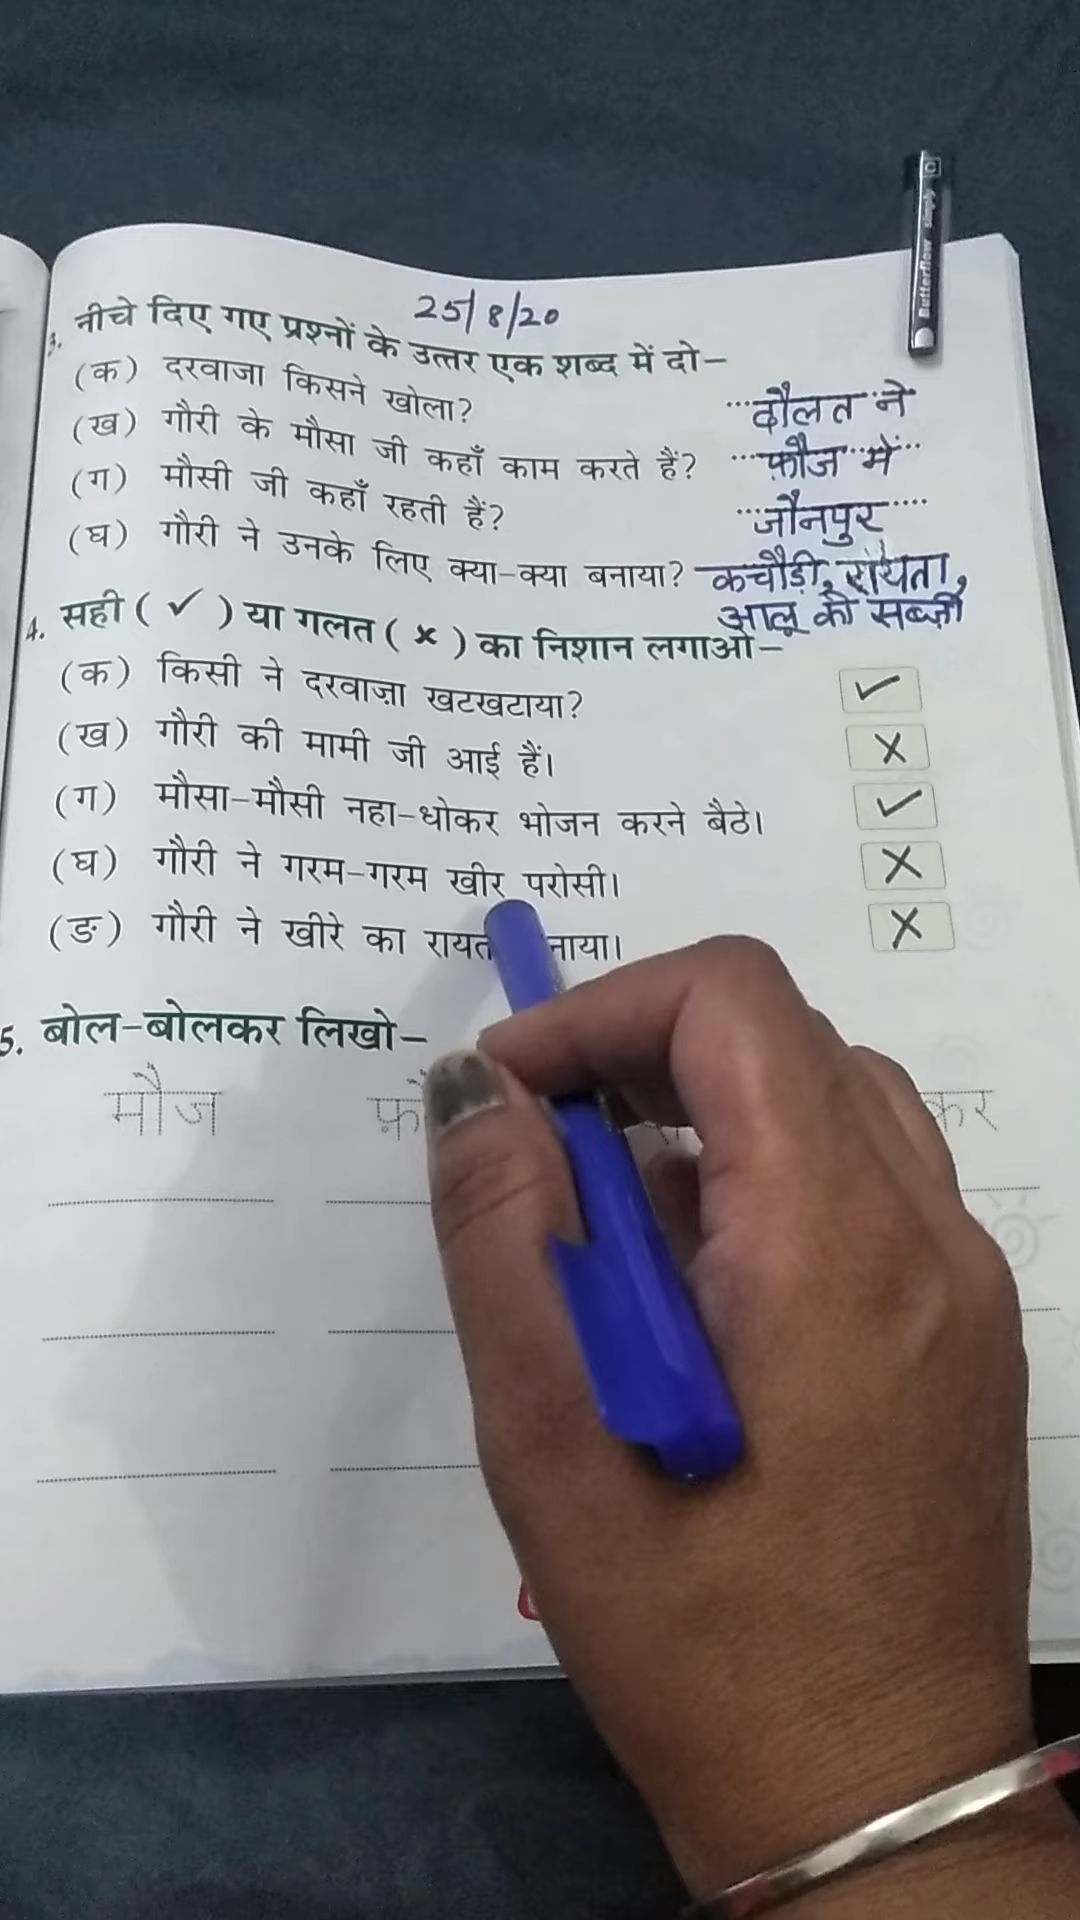 25/8/20
3. नीचे दिए गए प्रश्नों के उत्तर एक शब्द में दो–
(क) दरवाजा किसने खोला? दौलत ने
(ख) गौरी के मौसा जी कहाँ काम करते हैं? फ़ौज में
(ग) मौसी जी कहाँ रहती हैं? जौनपुर
(घ) गौरी ने उनके लिए क्या-क्या बनाया? कचौड़ी, रायता,
आलू की सब्ज़ी
4. सही ( ✓ ) या गलत ( × ) का निशान लगाओ–
(क) किसी ने दरवाज़ा खटखटाया? ✓
(ख) गौरी की मामी जी आई हैं। ×
(ग) मौसा-मौसी नहा-धोकर भोजन करने बैठे। ✓
(घ) गौरी ने गरम-गरम खीर परोसी। ×
(ङ) गौरी ने खीरे का ×
5. बोल-बोलकर लिखो–
मौज
Butterflow simply